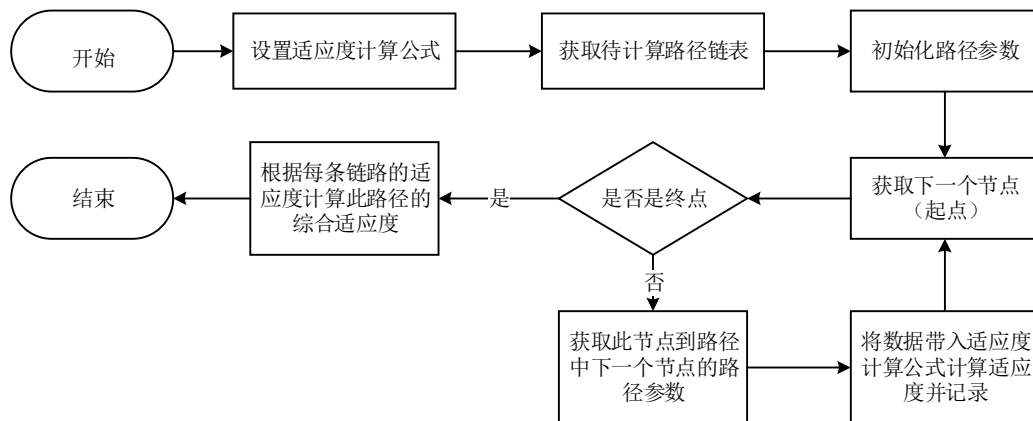 开始
设置适应度计算公式
获取待计算路径链表
初始化路径参数
获取下一个节点
（起点）
是否是终点
是
根据每条链路的适
应度计算此路径的
综合适应度
结束
否
获取此节点到路径
中下一个节点的路
径参数
将数据带入适应度
计算公式计算适应
度并记录